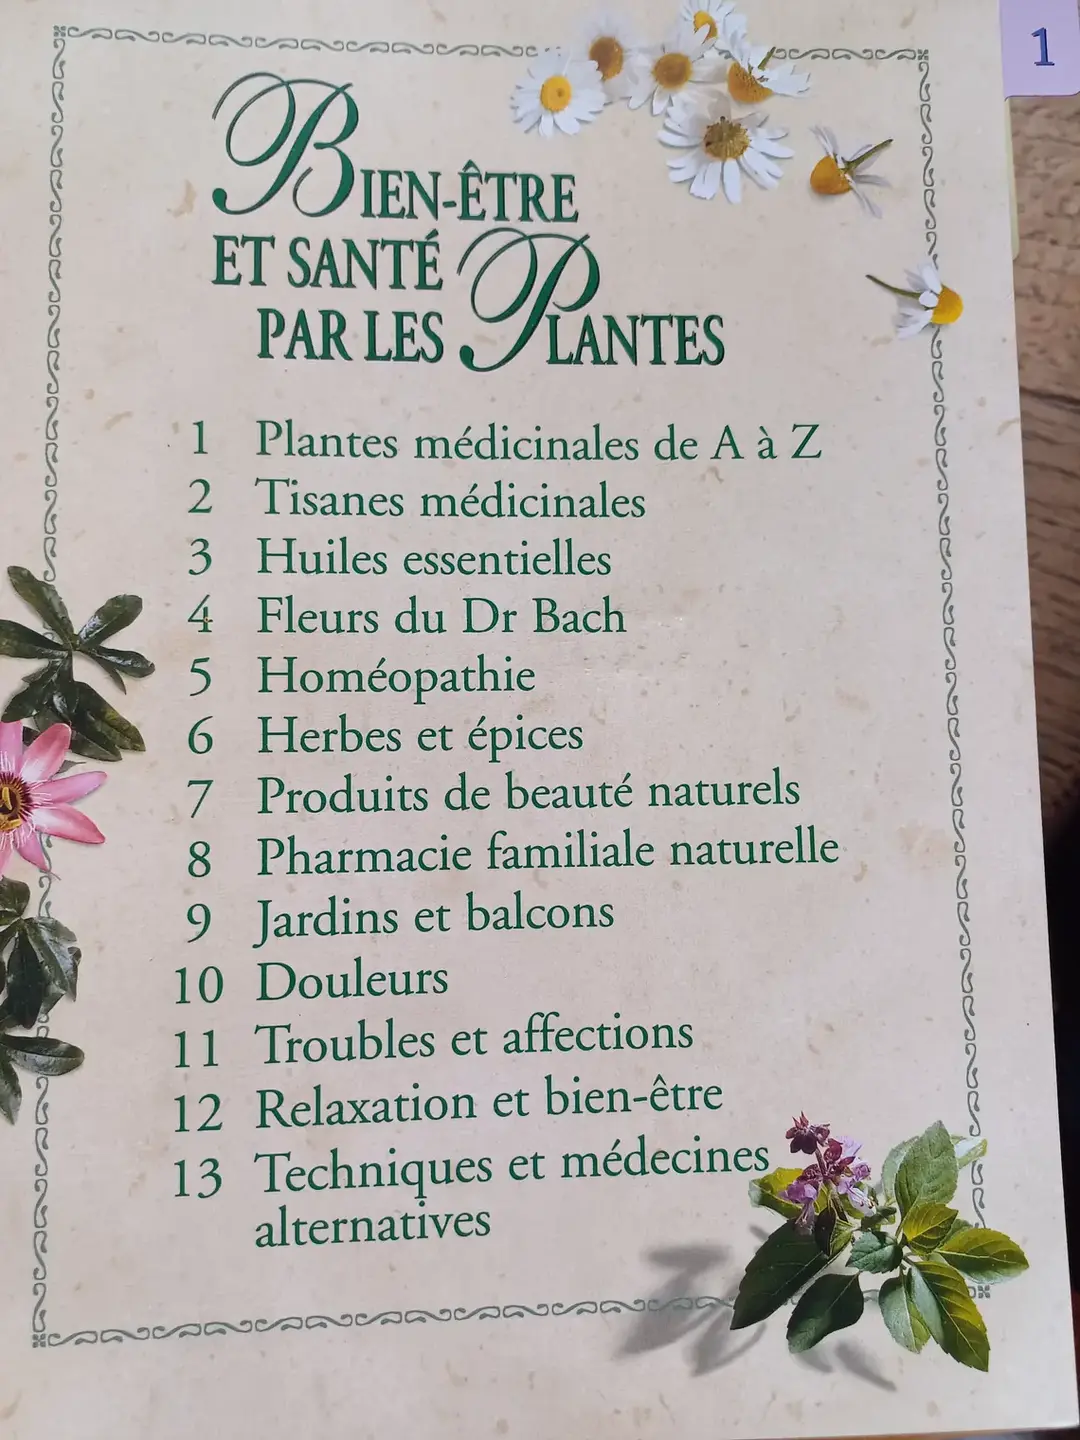 1
BIEN-ÊTRE
ET SANTÉ
PAR LES PLANTES
1 Plantes médicinales de A à Z
2 Tisanes médicinales
3 Huiles essentielles
4 Fleurs du Dr Bach
5 Homéopathie
6 Herbes et épices
7 Produits de beauté naturels
8 Pharmacie familiale naturelle
9 Jardins et balcons
10 Douleurs
11 Troubles et affections
12 Relaxation et bien-être
13 Techniques et médecines
alternatives